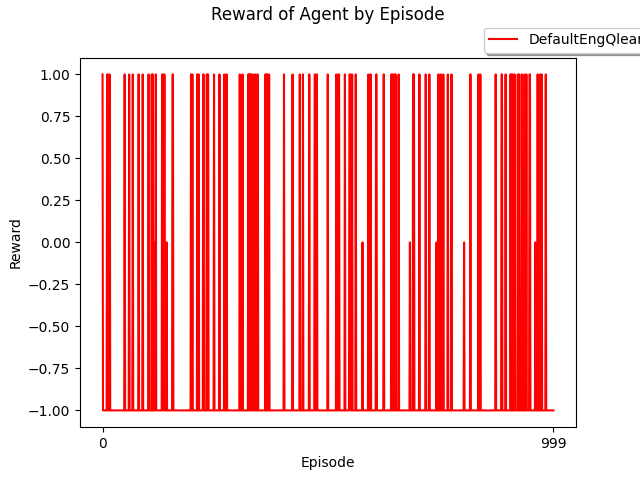 Reward of Agent by Episode
DefaultEngQlear
1.00
0.75
0.50
0.25
0.00
−0.25
−0.50
−0.75
−1.00
Reward
0 999
Episode